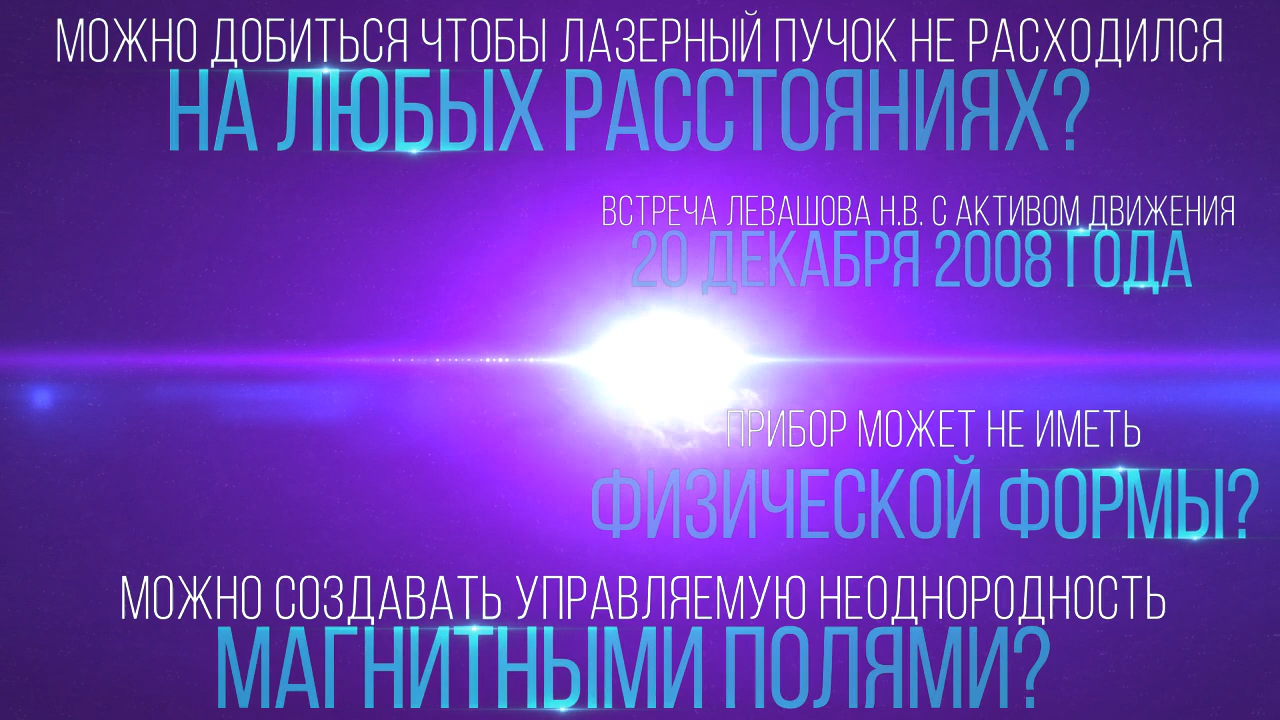 МОЖНО ДОБИТЬСЯ ЧТОБЫ ЛАЗЕРНЫЙ ПУЧОК НЕ РАСХОДИЛСЯ
НА ЛЮБЫХ РАССТОЯНИЯХ?
ВСТРЕЧА ЛЕВАШОВА Н.В. С АКТИВОМ ДВИЖЕНИЯ
20 ДЕКАБРЯ 2008 ГОДА
ПРИБОР МОЖЕТ НЕ ИМЕТЬ
ФИЗИЧЕСКОЙ ФОРМЫ?
МОЖНО СОЗДАВАТЬ УПРАВЛЯЕМУЮ НЕОДНОРОДНОСТЬ
МАГНИТНЫМИ ПОЛЯМИ?